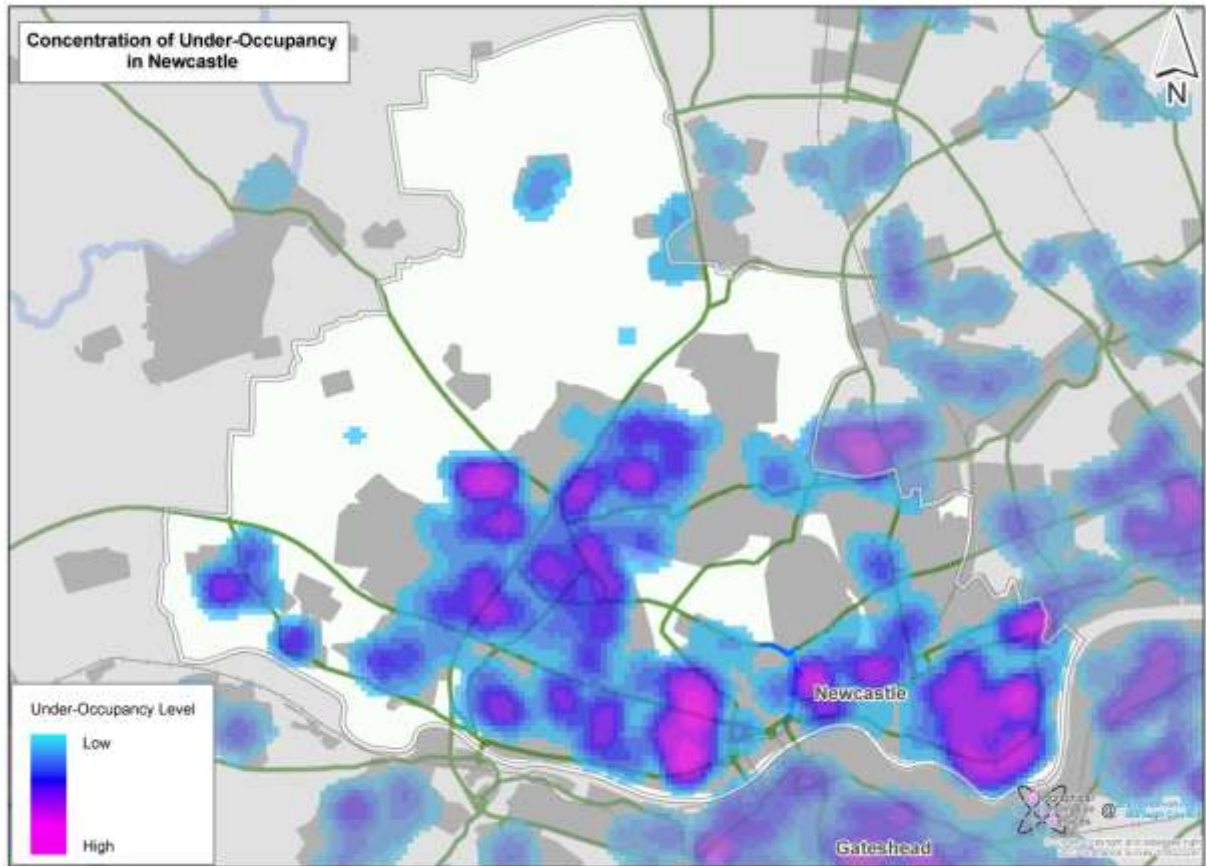 Concentration of Under-Occupancy
in Newcastle
N
Newcastle
Under-Occupancy Level
Low
High
@
Gateshead